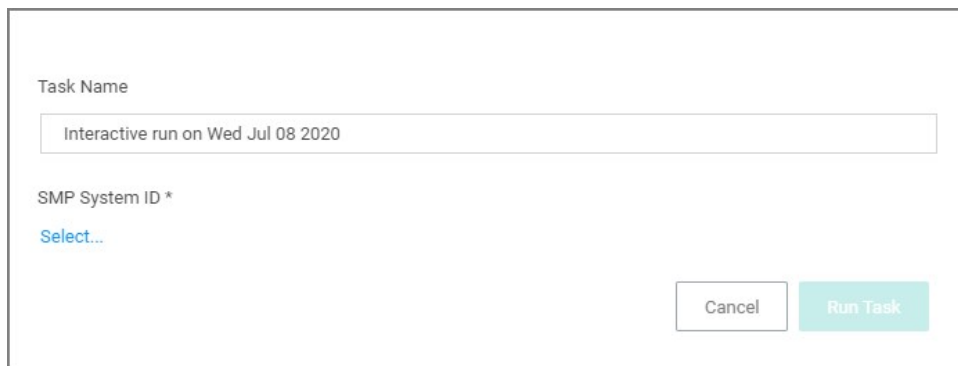 Task Name
Interactive run on Wed Jul 08 2020
SMP System ID *
Select...
Cancel Run Task